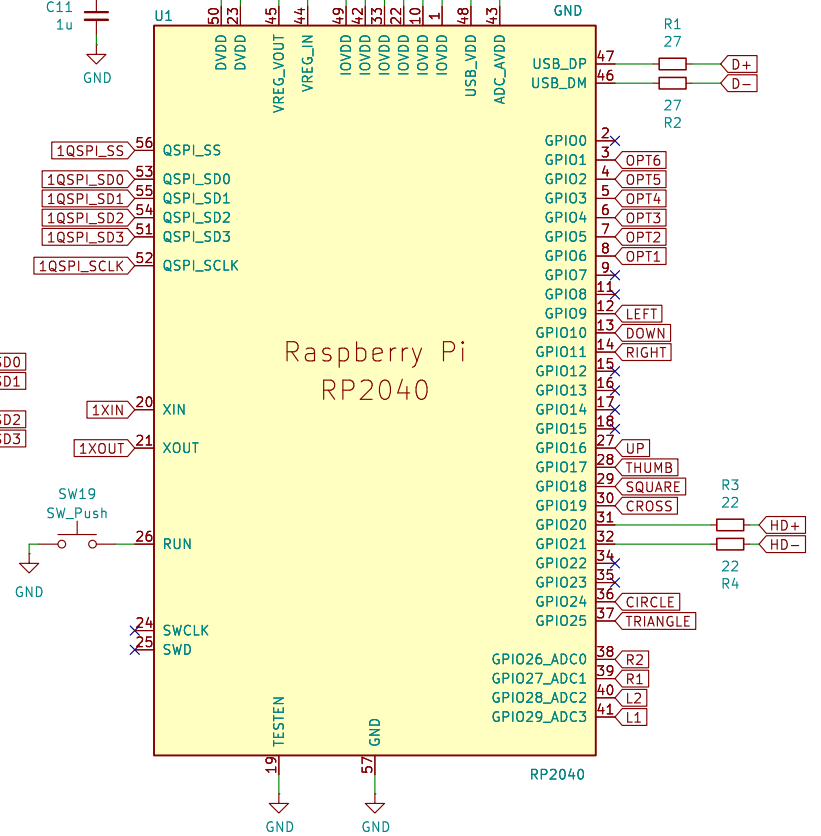 C11
1u
GND
U1
GND
50 23 45 44 49 42 33 22 10 1 48 43
DVDD DVDD VREG_VOUT VREG_IN IOVDD IOVDD IOVDD IOVDD IOVDD IOVDD USB_VDD ADC_AVDD
R1
27
USB_DP 47 D+
USB_DM 46 D-
27
R2
GPIO0 2
1QSPI_SS 56 QSPI_SS
GPIO1 3 OPT6
1QSPI_SD0 53 QSPI_SD0
GPIO2 4 OPT5
1QSPI_SD1 55 QSPI_SD1
GPIO3 5 OPT4
1QSPI_SD2 54 QSPI_SD2
GPIO4 6 OPT3
1QSPI_SD3 51 QSPI_SD3
GPIO5 7 OPT2
GPIO6 8 OPT1
1QSPI_SCLK 52 QSPI_SCLK
GPIO7 9
GPIO8 11
GPIO9 12 LEFT
GPIO10 13 DOWN
Raspberry Pi
GPIO11 14 RIGHT
SD0
GPIO12 15
SD1
RP2040
GPIO13 16
1XIN 20 XIN
GPIO14 17
SD2
GPIO15 18
SD3
1XOUT 21 XOUT
GPIO16 27 UP
GPIO17 28 THUMB
GPIO18 29 SQUARE
R3
22
SW19
SW_Push
GPIO19 30 CROSS
GPIO20 31 HD+
26 RUN
GPIO21 32 HD-
GPIO22 34
22
R4
GPIO23 35
GND
GPIO24 36 CIRCLE
GPIO25 37 TRIANGLE
24 SWCLK
25 SWD
GPIO26_ADC0 38 R2
GPIO27_ADC1 39 R1
GPIO28_ADC2 40 L2
GPIO29_ADC3 41 L1
TESTEN GND
19 57
RP2040
GND GND